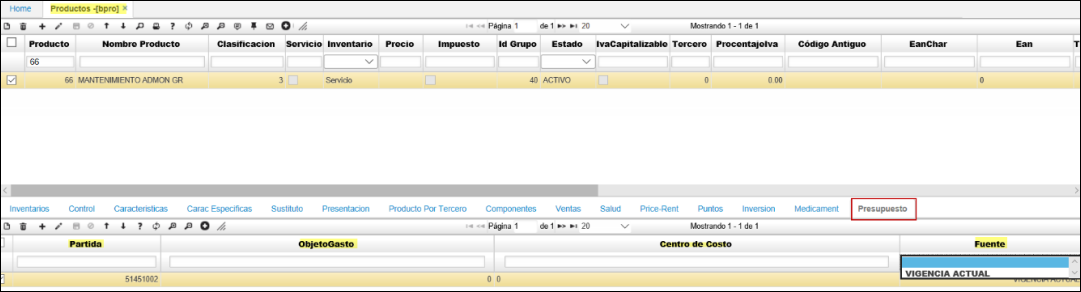 Home Productos -[bpro] ×
Página 1 de 1 20 Mostrando 1 - 1 de 1
Producto Nombre Producto Clasificacion Servicio Inventario Precio Impuesto Id Grupo Estado IvaCapitalizable Tercero ProcentajeIva Código Antiguo EanChar Ean T
66
66 MANTENIMIENTO ADMON GR 3 Servicio 40 ACTIVO 0 0.00 0
Inventarios Control Caracteristicas Carac Especificas Sustituto Presentacion Producto Por Tercero Componentes Ventas Salud Price-Rent Puntos Inversion Medicament Presupuesto
Página 1 de 1 20 Mostrando 1 - 1 de 1
Partida ObjetoGasto Centro de Costo Fuente
VIGENCIA ACTUAL
51451002 0 0 VIGENCIA ACTUAL